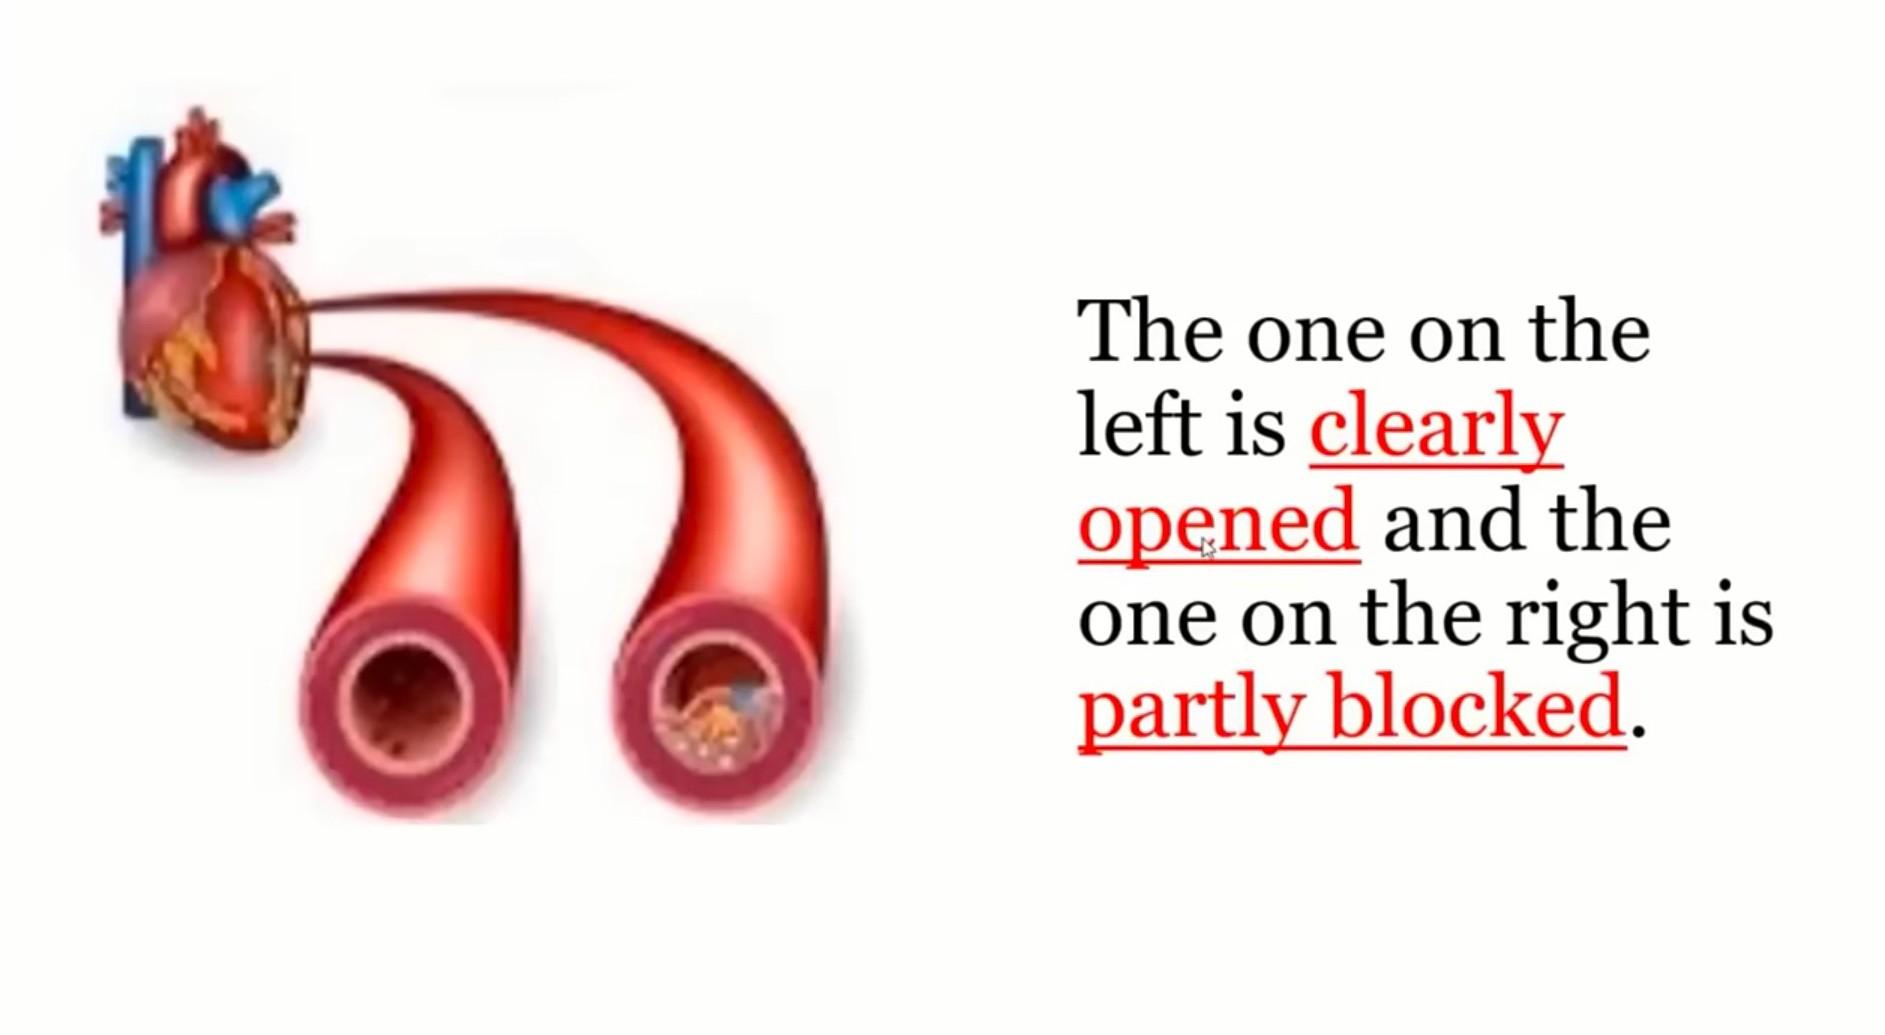 The one on the
left is clearly
opened and the
one on the right is
partly blocked.